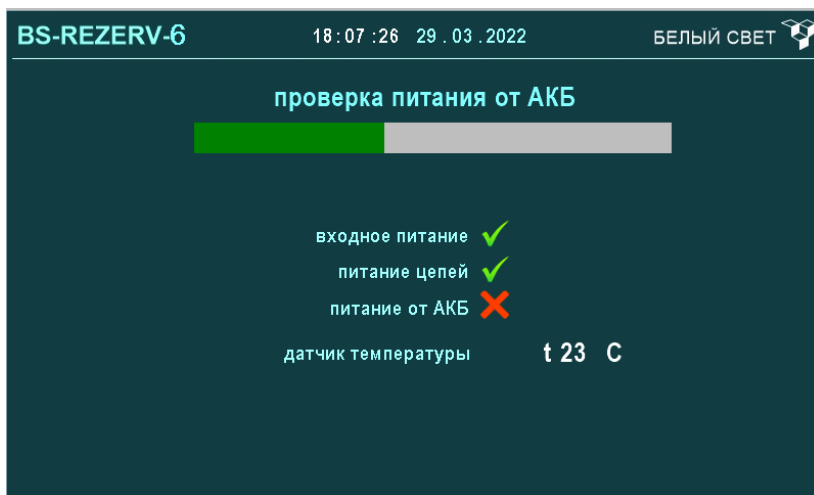 BS-REZERV-6 18:07:26 29.03.2022 БЕЛЫЙ СВЕТ
проверка питания от АКБ
входное питание
питание цепей
питание от АКБ
датчик температуры t 23 C